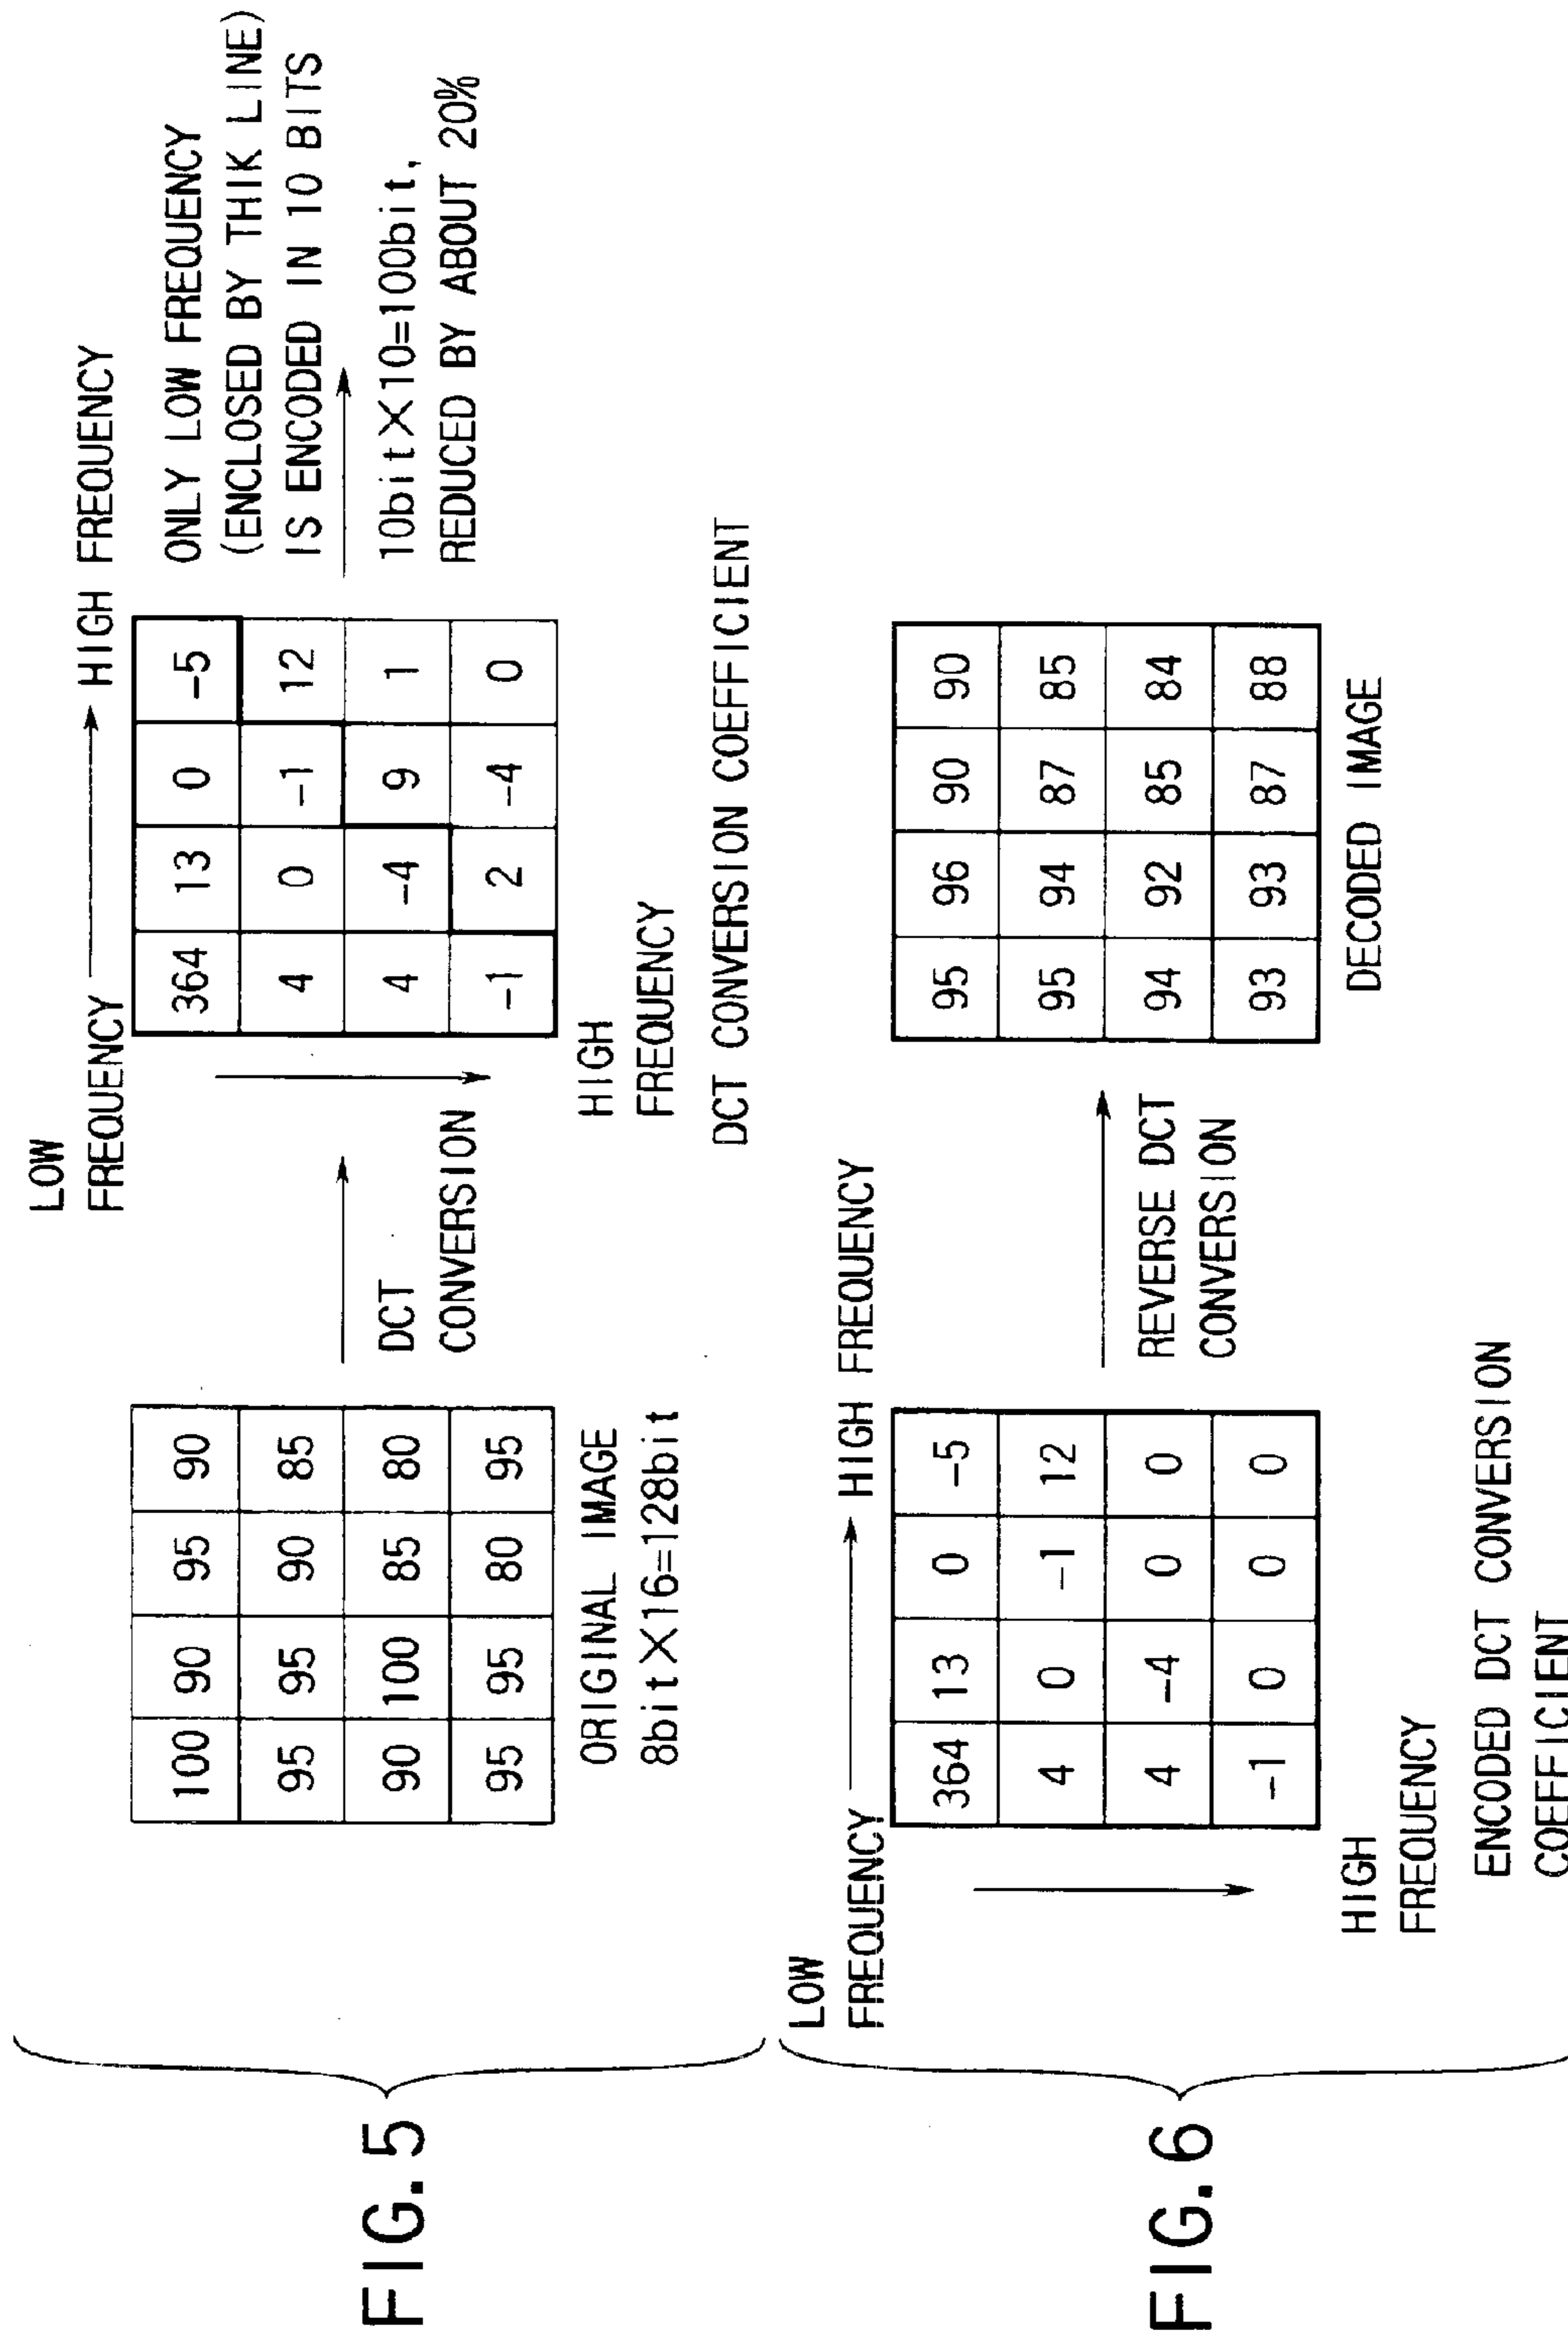 FIG. 5
ORIGINAL IMAGE
8bit×16=128bit
100 90 95 90
95 95 90 85
90 100 85 80
95 95 80 95
DCT
CONVERSION
LOW
FREQUENCY
HIGH FREQUENCY
364 13 0 -5
4 0 -1 12
4 -4 9 1
-1 2 -4 0
HIGH
FREQUENCY
DCT CONVERSION COEFFICIENT
ONLY LOW FREQUENCY
(ENCLOSED BY THIK LINE)
IS ENCODED IN 10 BITS
10bit×10=100bit,
REDUCED BY ABOUT 20%
FIG. 6
LOW
FREQUENCY
HIGH FREQUENCY
364 13 0 -5
4 0 -1 12
4 -4 0 0
-1 0 0 0
HIGH
FREQUENCY
ENCODED DCT CONVERSION
COEFFICIENT
REVERSE DCT
CONVERSION
95 96 90 90
95 94 87 85
94 92 85 84
93 93 87 88
DECODED IMAGE